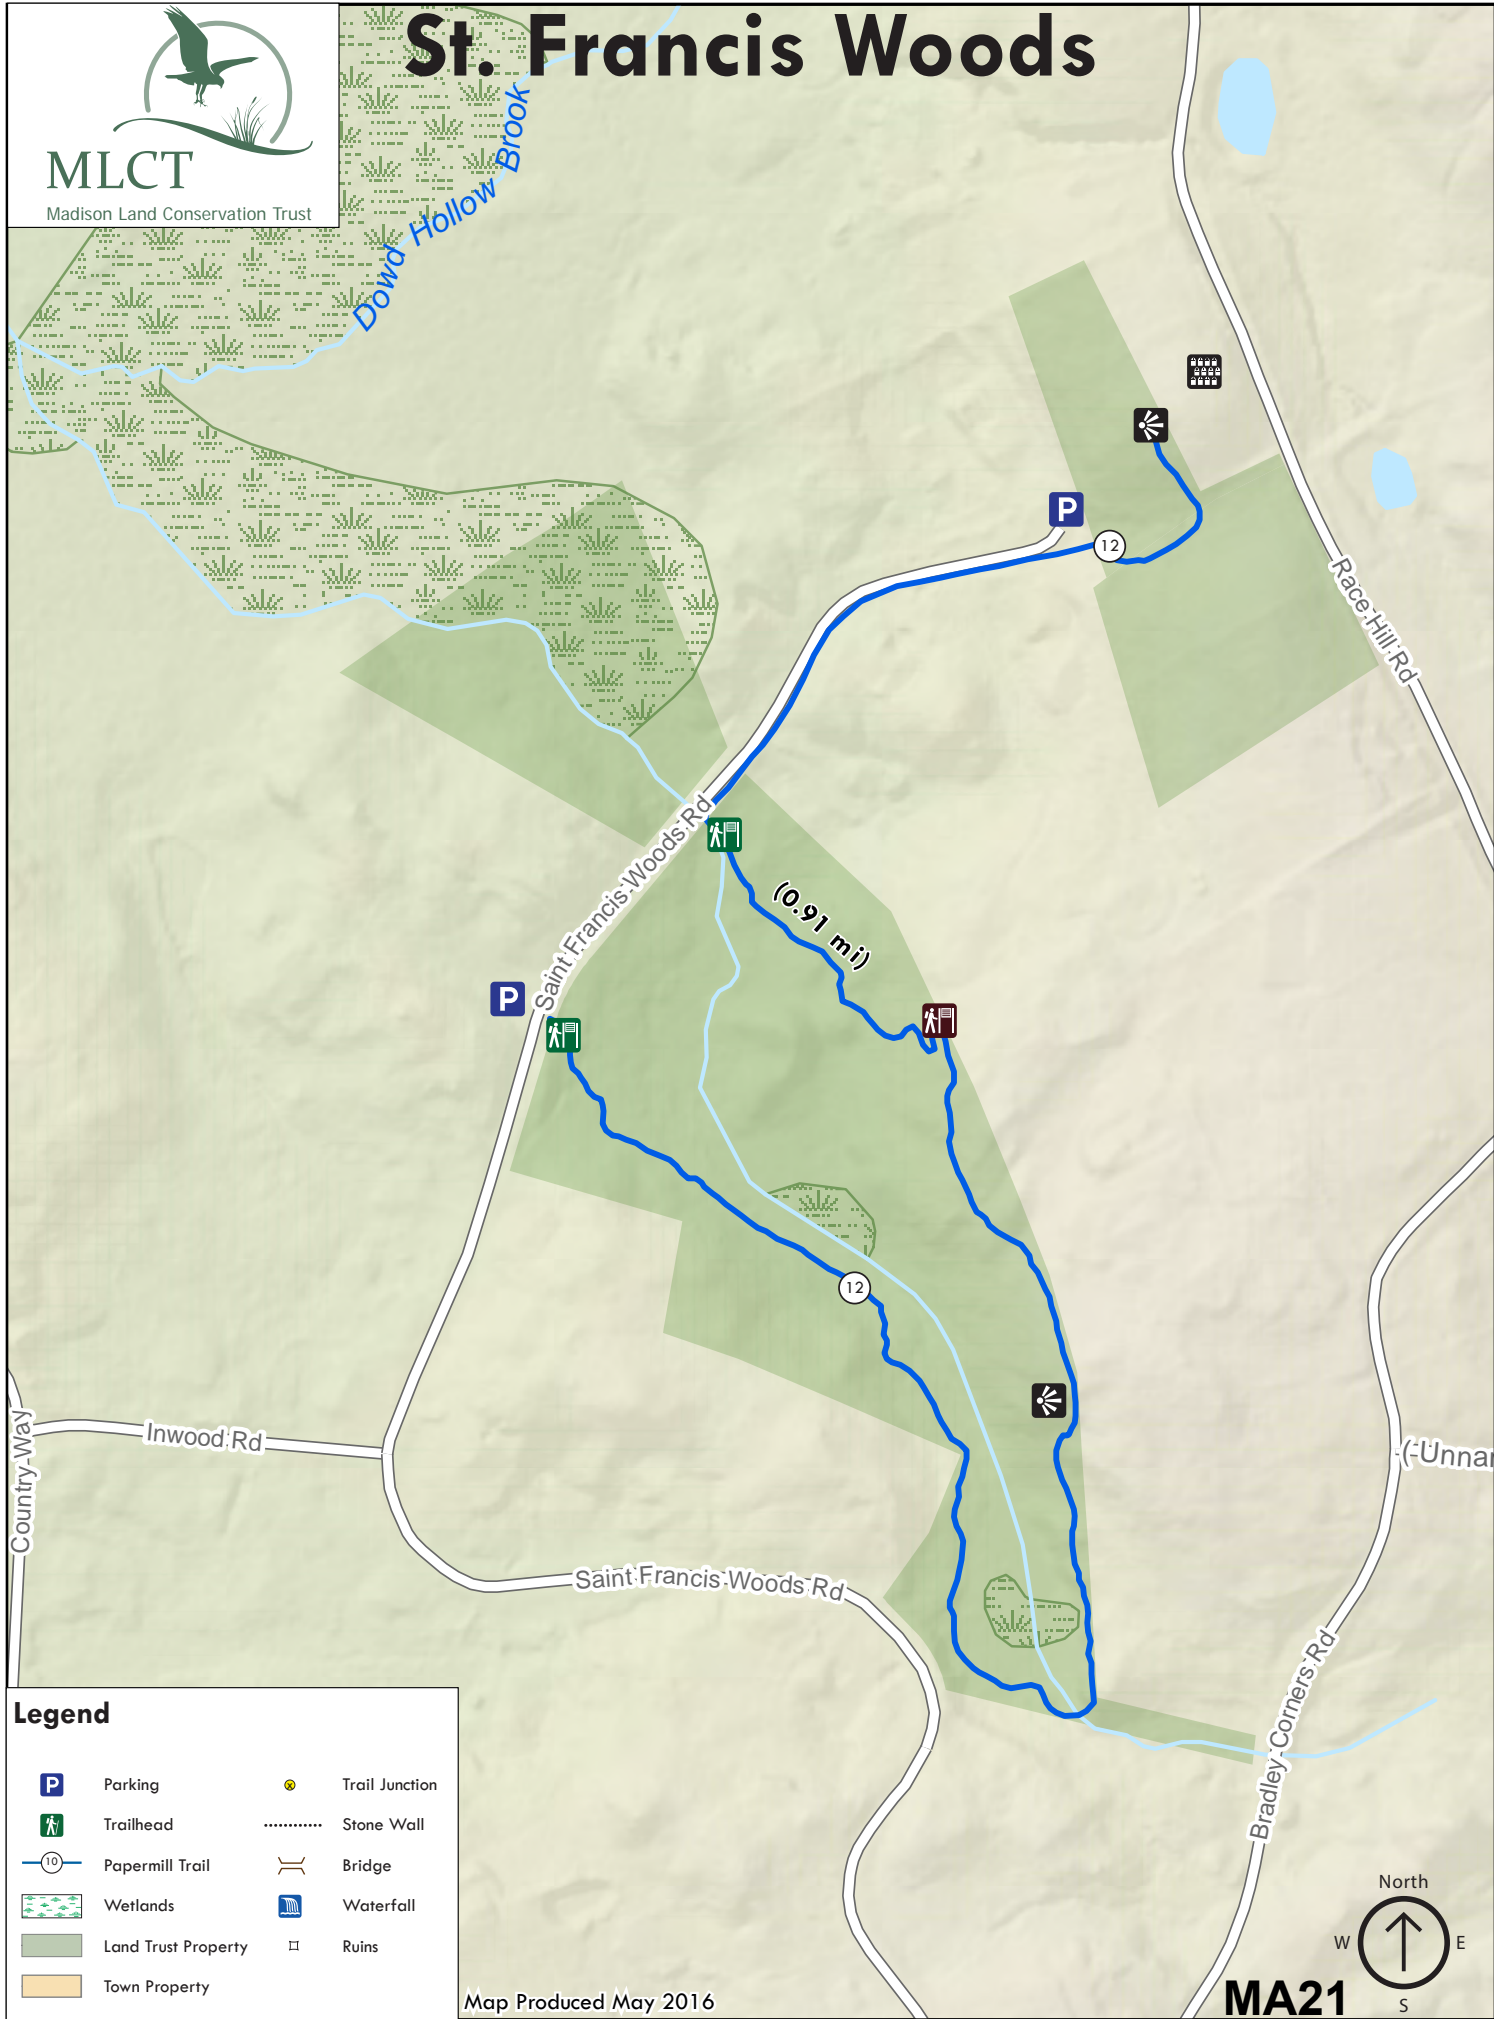 St. Francis Woods
MLCT
Madison Land Conservation Trust
Dowd Hollow Brook
P
12
Race Hill Rd
Saint Francis Woods Rd
(0.91 mi)
P
12
Inwood Rd
Country Way
(-Unnar
Saint Francis Woods Rd
Bradley Corners Rd
Legend
P Parking
x Trail Junction
Trailhead
Stone Wall
10 Papermill Trail
Bridge
Wetlands
Waterfall
Land Trust Property
Ruins
Town Property
Map Produced May 2016
North
W E
S
MA21